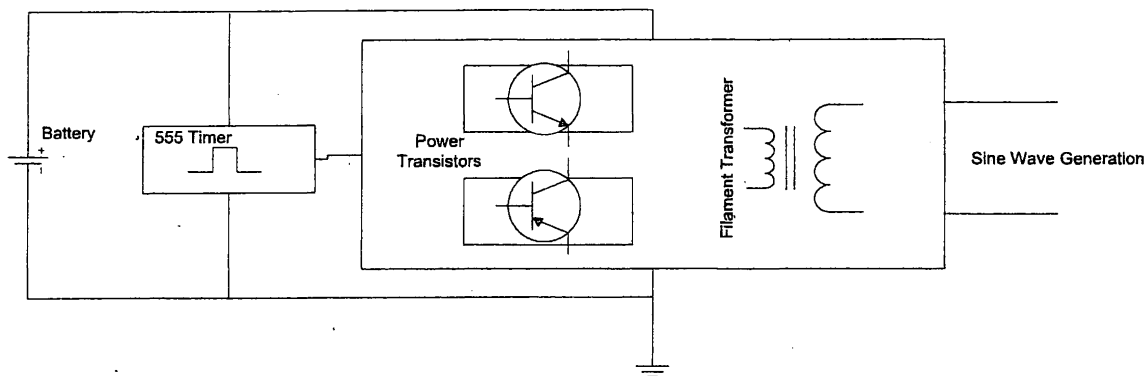 Battery
555 Timer
Power
Transistors
Filament Transformer
Sine Wave Generation